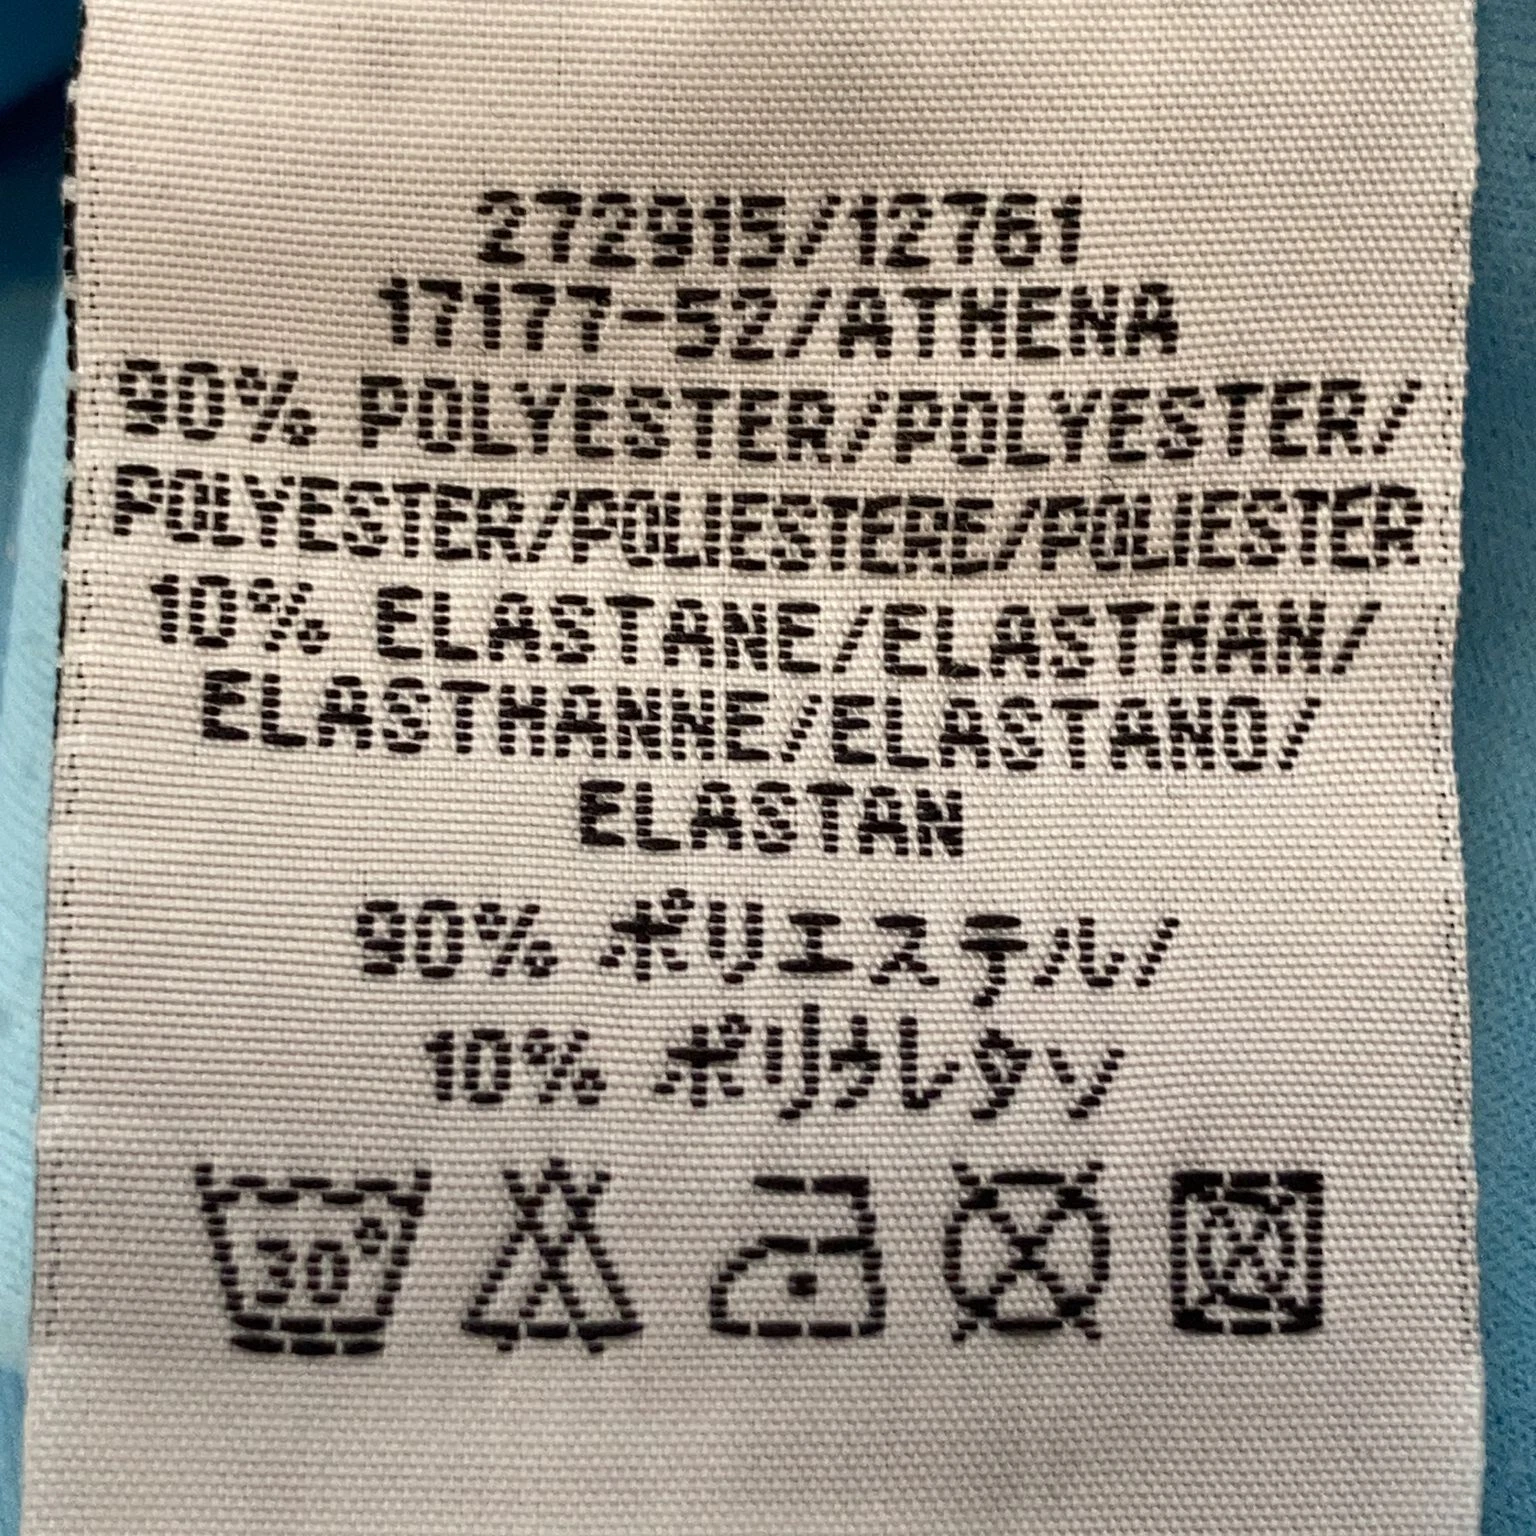 272915/12761
17177-52/ATHENA
90% POLYESTER/POLYESTER/
POLYESTER/POLIESTERE/POLIESTER
10% ELASTANE/ELASTHAN/
ELASTHANNE/ELASTANO/
ELASTAN
90% ポリエステル/
10% ポリウレタン
30°